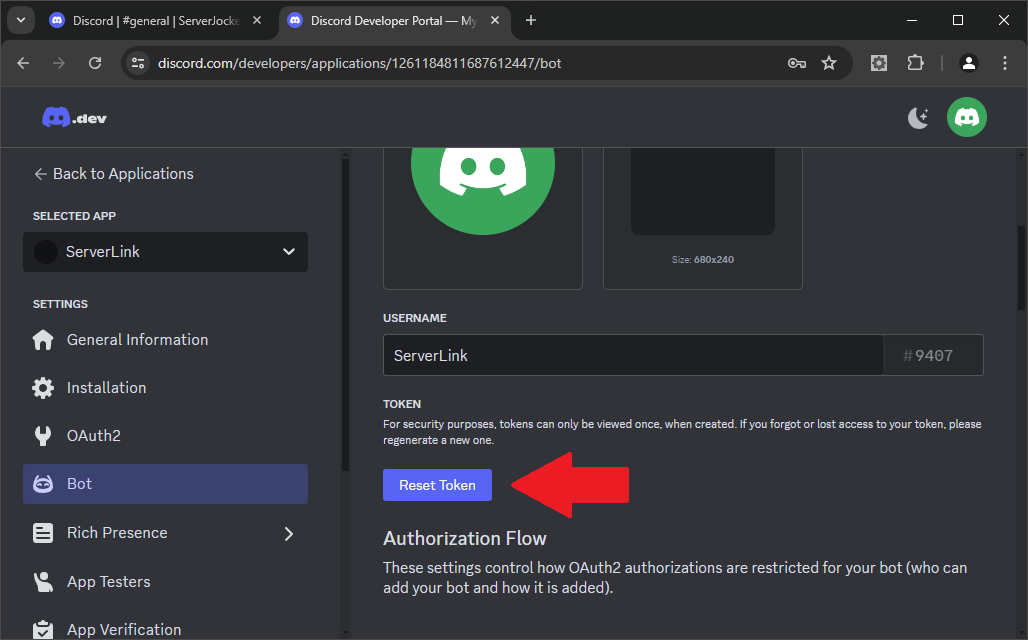 Discord | #general | ServerJocke
Discord Developer Portal — My
discord.com/developers/applications/1261184811687612447/bot
.dev
Back to Applications
SELECTED APP
ServerLink
SETTINGS
General Information
Installation
OAuth2
Bot
Rich Presence
App Testers
App Verification
Size: 680x240
USERNAME
ServerLink
#9407
TOKEN
For security purposes, tokens can only be viewed once, when created. If you forgot or lost access to your token, please
regenerate a new one.
Reset Token
Authorization Flow
These settings control how OAuth2 authorizations are restricted for your bot (who can
add your bot and how it is added).